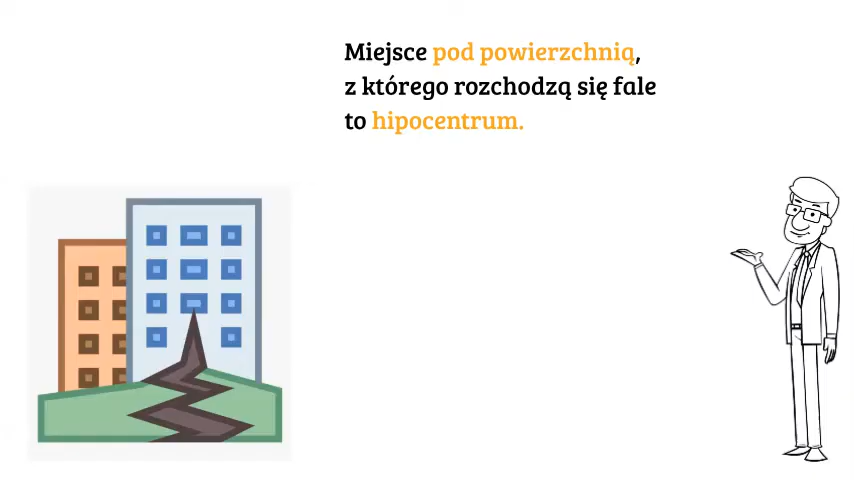 Miejsce pod powierzchnią,
z którego rozchodzą się fale
to hipocentrum.